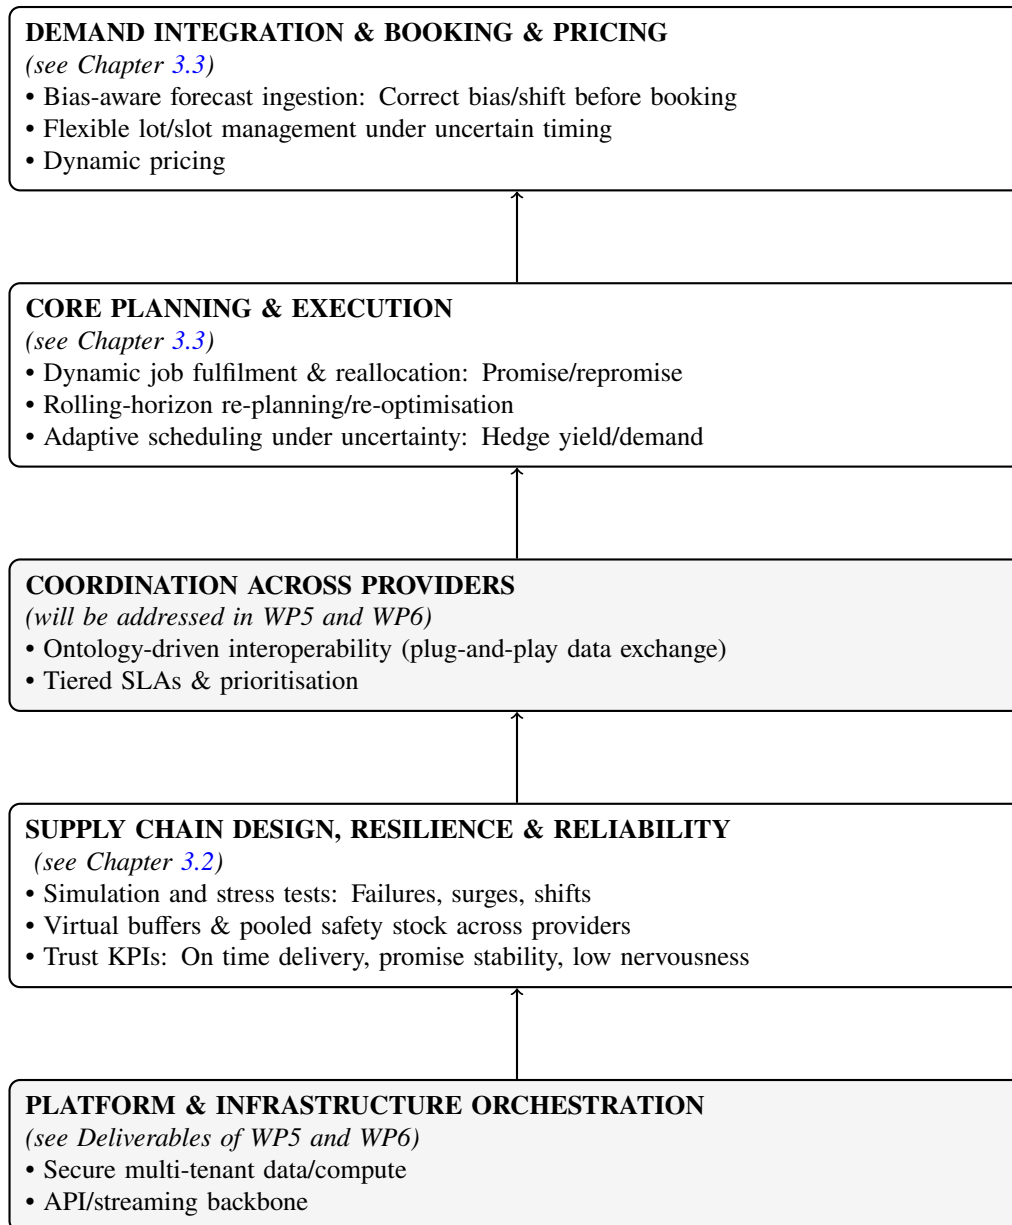 DEMAND INTEGRATION & BOOKING & PRICING
(see Chapter 3.3)
• Bias-aware forecast ingestion: Correct bias/shift before booking
• Flexible lot/slot management under uncertain timing
• Dynamic pricing
CORE PLANNING & EXECUTION
(see Chapter 3.3)
• Dynamic job fulfilment & reallocation: Promise/repromise
• Rolling-horizon re-planning/re-optimisation
• Adaptive scheduling under uncertainty: Hedge yield/demand
COORDINATION ACROSS PROVIDERS
(will be addressed in WP5 and WP6)
• Ontology-driven interoperability (plug-and-play data exchange)
• Tiered SLAs & prioritisation
SUPPLY CHAIN DESIGN, RESILIENCE & RELIABILITY
(see Chapter 3.2)
• Simulation and stress tests: Failures, surges, shifts
• Virtual buffers & pooled safety stock across providers
• Trust KPIs: On time delivery, promise stability, low nervousness
PLATFORM & INFRASTRUCTURE ORCHESTRATION
(see Deliverables of WP5 and WP6)
• Secure multi-tenant data/compute
• API/streaming backbone